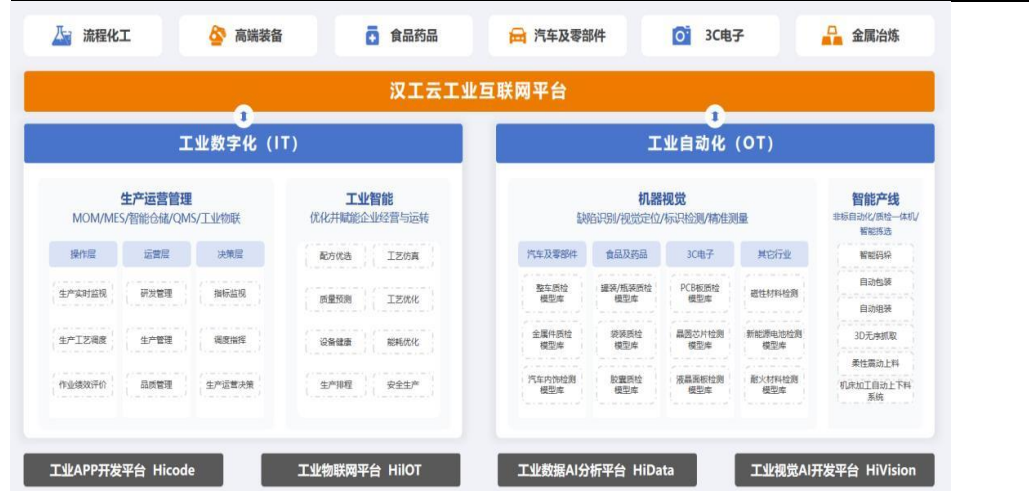 流程化工
高端装备
食品药品
汽车及零部件
3C电子
金属冶炼
汉工云工业互联网平台
工业数字化（IT）
工业自动化（OT）
生产运营管理
MOM/MES/智能仓储/QMS/工业物联
操作层
运营层
决策层
生产实时监视
研发管理
指标监视
生产工艺调度
生产管理
调度指挥
作业绩效评价
品质管理
生产运营决策
工业智能
优化并赋能企业经营与运转
配方优选
工艺仿真
质量预测
工艺优化
设备健康
能耗优化
生产排程
安全生产
机器视觉
缺陷识别/视觉定位/标识检测/精准测量
汽车及零部件
食品及药品
3C电子
其它行业
整车质检
模型库
罐装/瓶装质检
模型库
PCB板质检
模型库
磁性材料检测
金属件质检
模型库
袋装质检
模型库
晶圆芯片检测
模型库
新能源电池检测
模型库
汽车内饰检测
模型库
胶囊质检
模型库
液晶面板检测
模型库
耐火材料检测
模型库
智能产线
非标自动化/质检一体机/
智能拣选
智能码垛
自动包装
自动组装
3D无序抓取
柔性震动上料
机床加工自动上下料
系统
工业APP开发平台 Hicode
工业物联网平台 HiIOT
工业数据AI分析平台 HiData
工业视觉AI开发平台 HiVision